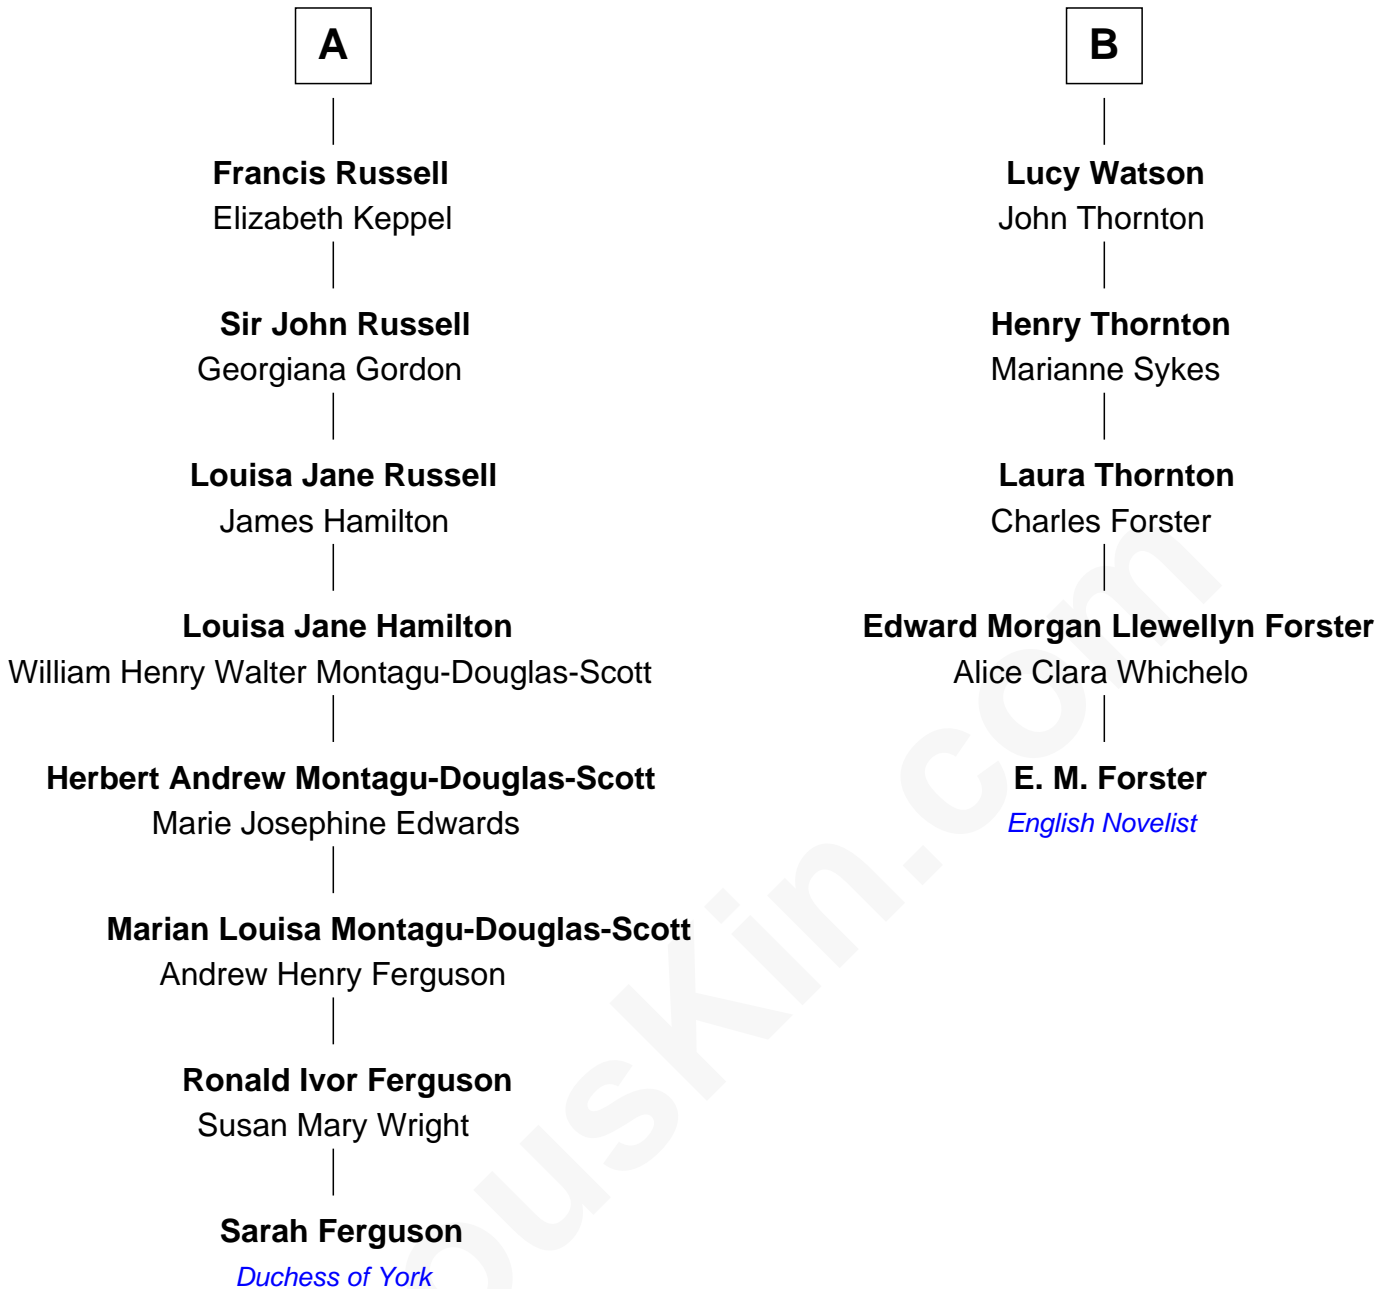 A
Francis Russell
Elizabeth Keppel
Sir John Russell
Georgiana Gordon
Louisa Jane Russell
James Hamilton
Louisa Jane Hamilton
William Henry Walter Montagu-Douglas-Scott
Herbert Andrew Montagu-Douglas-Scott
Marie Josephine Edwards
Marian Louisa Montagu-Douglas-Scott
Andrew Henry Ferguson
Ronald Ivor Ferguson
Susan Mary Wright
Sarah Ferguson
Duchess of York
B
Lucy Watson
John Thornton
Henry Thornton
Marianne Sykes
Laura Thornton
Charles Forster
Edward Morgan Llewellyn Forster
Alice Clara Whichelo
E. M. Forster
English Novelist
ousKin.com